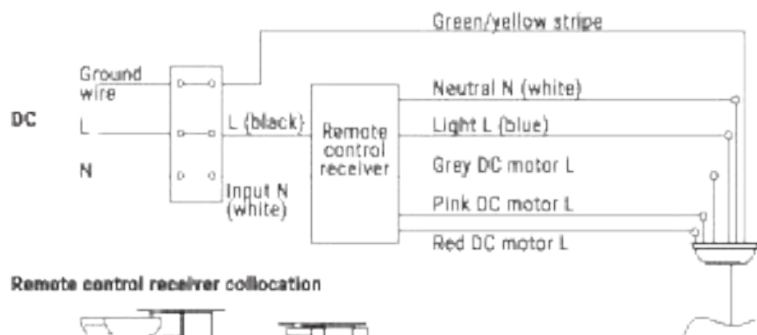 Green/yellow stripe
Ground
wire
DC
L
N
L (black)
Input N
(white)
Remote
control
receiver
Neutral N (white)
Light L (blue)
Grey DC motor L
Pink DC motor L
Red DC motor L
Remote control receiver collocation